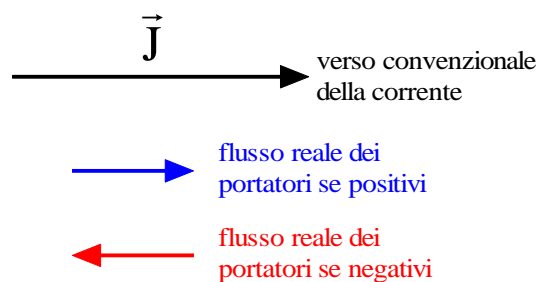 J
verso convenzionale
della corrente
flusso reale dei
portatori se positivi
flusso reale dei
portatori se negativi